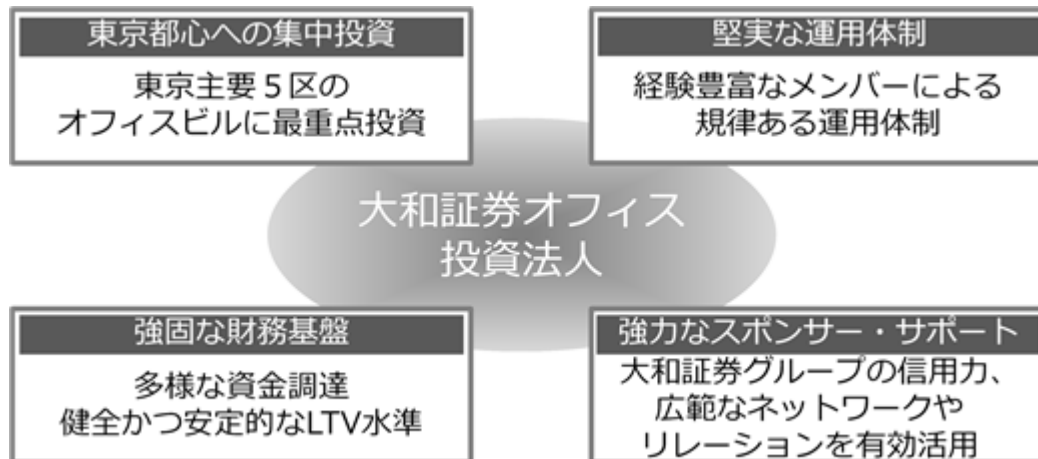 東京都心への集中投資
東京主要５区の
オフィスビルに最重点投資
堅実な運用体制
経験豊富なメンバーによる
規律ある運用体制
大和証券オフィス
投資法人
強固な財務基盤
多様な資金調達
健全かつ安定的なLTV水準
強力なスポンサー・サポート
大和証券グループの信用力、
広範なネットワークや
リレーションを有効活用